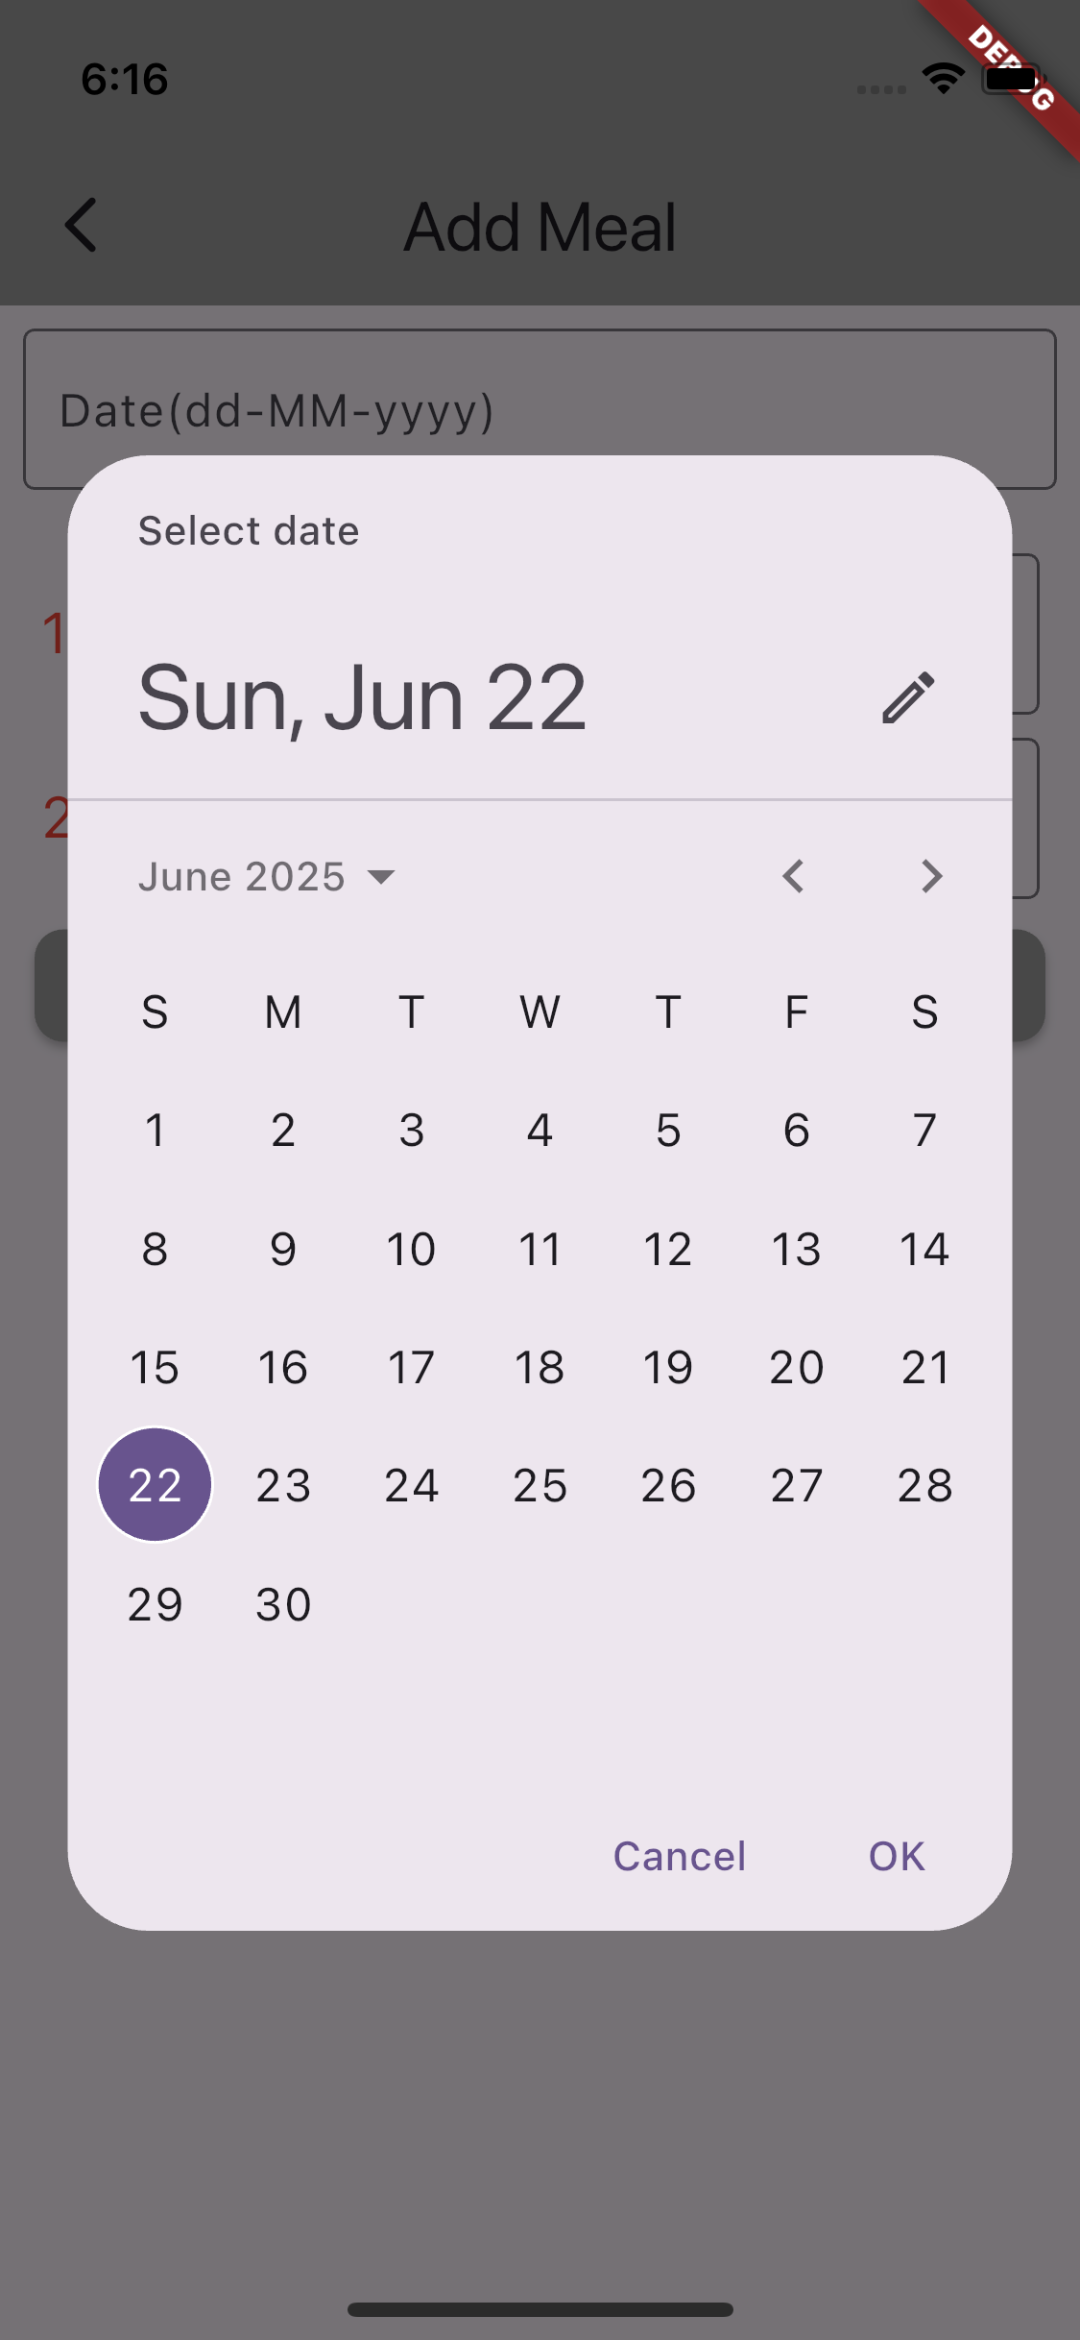 6:16
DEBUG
Add Meal
Date(dd-MM-yyyy)
Select date
1
Sun, Jun 22
2
June 2025
S M T W T F S
1 2 3 4 5 6 7
8 9 10 11 12 13 14
15 16 17 18 19 20 21
22 23 24 25 26 27 28
29 30
Cancel OK